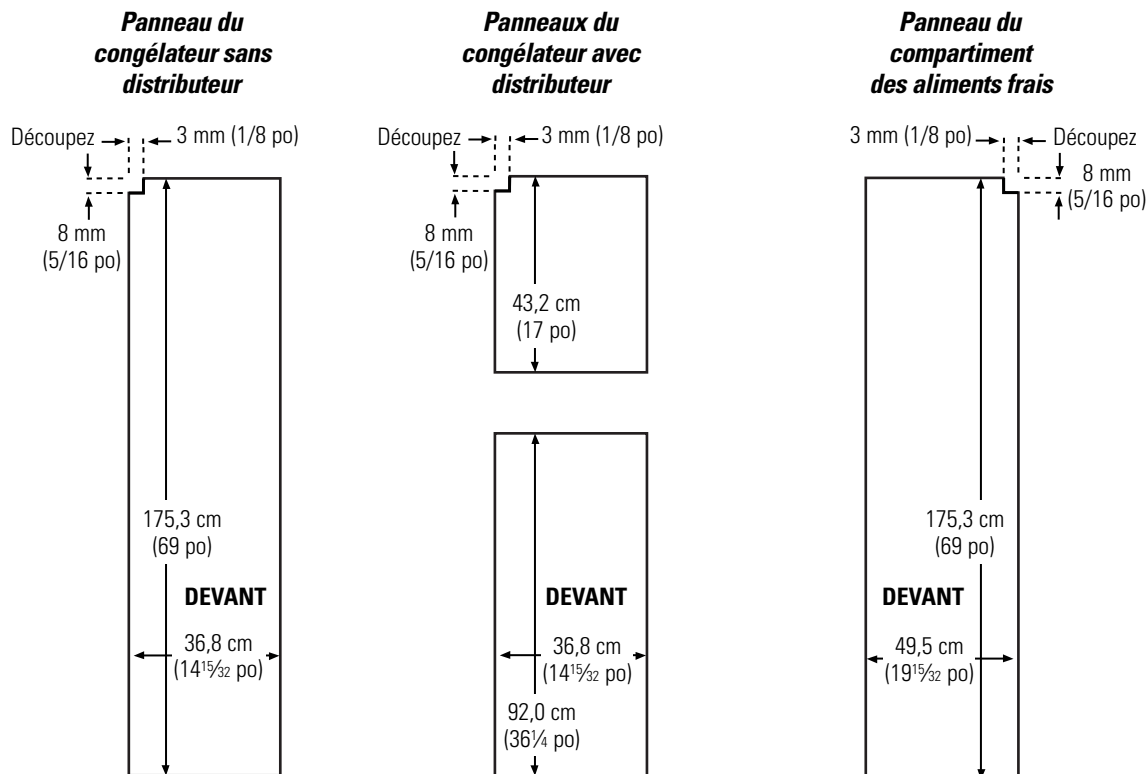 Panneau du
congélateur sans
distributeur
Découpez
3 mm (1/8 po)
8 mm
(5/16 po)
175,3 cm
(69 po)
DEVANT
36,8 cm
(14 15/32 po)
Panneaux du
congélateur avec
distributeur
Découpez
3 mm (1/8 po)
8 mm
(5/16 po)
43,2 cm
(17 po)
DEVANT
36,8 cm
(14 15/32 po)
92,0 cm
(36 1/4 po)
Panneau du
compartiment
des aliments frais
3 mm (1/8 po)
Découpez
8 mm
(5/16 po)
175,3 cm
(69 po)
DEVANT
49,5 cm
(19 15/32 po)